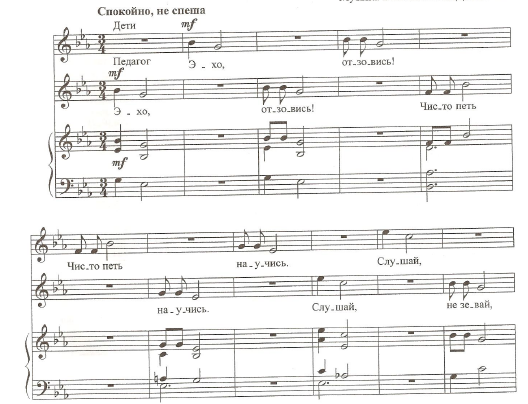 Спокойно, не спеша
Дети
mf
Педагог
Э - хо,
от-зо-вись!
mf
Э - хо,
от-зо-вись!
Чис-то петь
mf
Чис-то петь
на-у-чись.
Слу-шай,
на-у-чись.
Слу-шай,
не зе-вай,